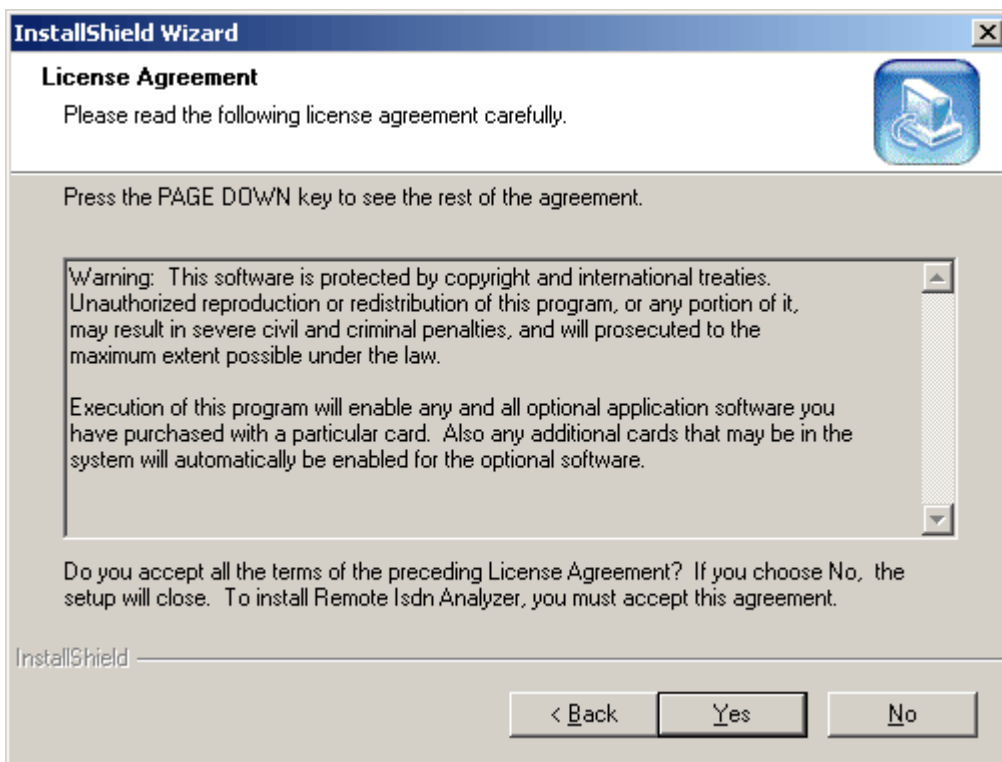 InstallShield Wizard
License Agreement
Please read the following license agreement carefully.
Press the PAGE DOWN key to see the rest of the agreement.
Warning:  This software is protected by copyright and international treaties.
Unauthorized reproduction or redistribution of this program, or any portion of it,
may result in severe civil and criminal penalties, and will prosecuted to the
maximum extent possible under the law.
Execution of this program will enable any and all optional application software you
have purchased with a particular card.  Also any additional cards that may be in the
system will automatically be enabled for the optional software.
Do you accept all the terms of the preceding License Agreement?  If you choose No,  the
setup will close.  To install Remote Isdn Analyzer, you must accept this agreement.
InstallShield
< Back
Yes
No